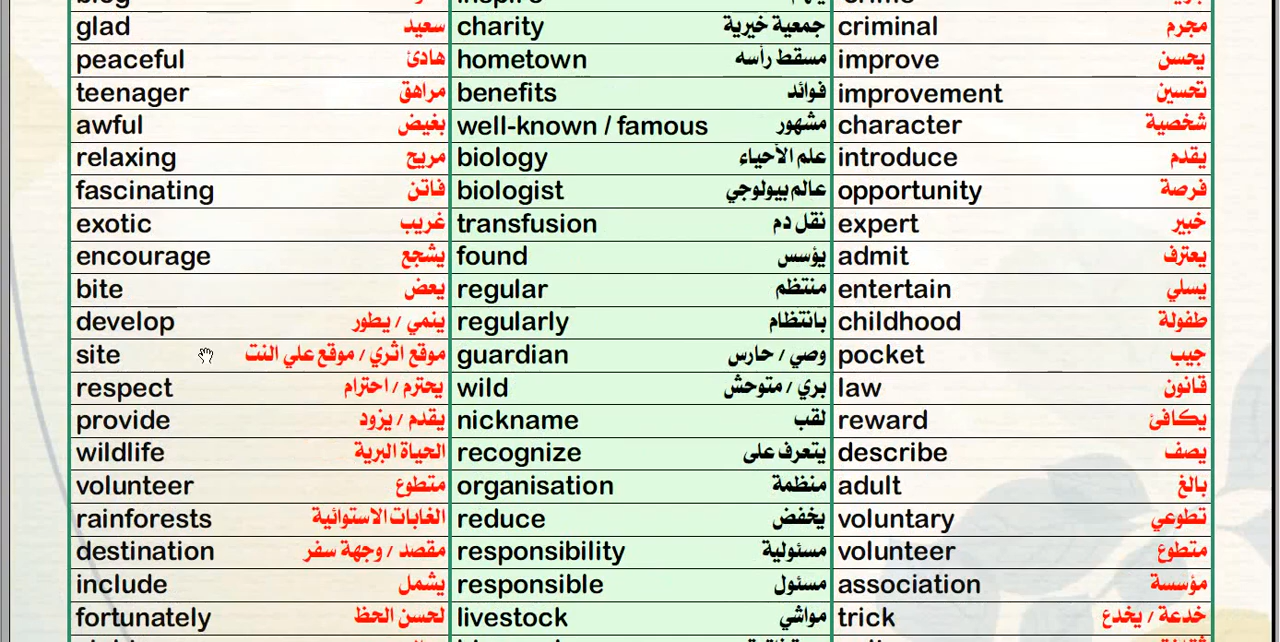 glad سعيد charity جمعية خيرية criminal مجرم
peaceful هادئ hometown مسقط رأسه improve يحسن
teenager مراهق benefits فوائد improvement تحسين
awful بغيض well-known / famous مشهور character شخصية
relaxing مريح biology علم الأحياء introduce يقدم
fascinating فاتن biologist عالم بيولوجي opportunity فرصة
exotic غريب transfusion نقل دم expert خبير
encourage يشجع found يؤسس admit يعترف
bite يعض regular منتظم entertain يسلي
develop ينمي / يطور regularly بانتظام childhood طفولة
site موقع اثري / موقع علي النت guardian وصي / حارس pocket جيب
respect يحترم / احترام wild بري / متوحش law قانون
provide يقدم / يزود nickname لقب reward يكافئ
wildlife الحياة البرية recognize يتعرف على describe يصف
volunteer متطوع organisation منظمة adult بالغ
rainforests الغابات الاستوائية reduce يخفض voluntary تطوعي
destination مقصد / وجهة سفر responsibility مسئولية volunteer متطوع
include يشمل responsible مسئول association مؤسسة
fortunately لحسن الحظ livestock مواشي trick خدعة / يخدع